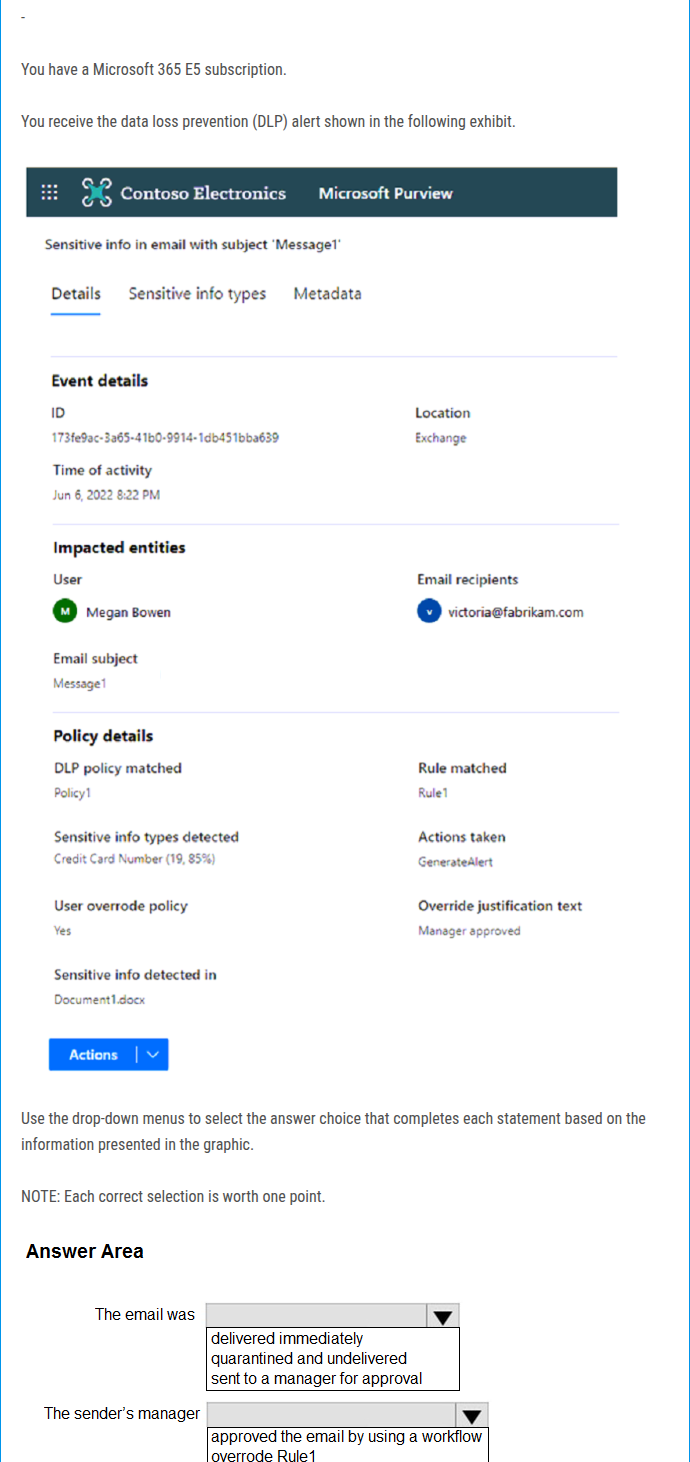 -
You have a Microsoft 365 E5 subscription.
You receive the data loss prevention (DLP) alert shown in the following exhibit.
Contoso Electronics Microsoft Purview
Sensitive info in email with subject 'Message1'
Details Sensitive info types Metadata
Event details
ID Location
173fe9ac-3a65-41b0-9914-1db451bba639 Exchange
Time of activity
Jun 6, 2022 8:22 PM
Impacted entities
User Email recipients
M Megan Bowen v victoria@fabrikam.com
Email subject
Message1
Policy details
DLP policy matched Rule matched
Policy1 Rule1
Sensitive info types detected Actions taken
Credit Card Number (19, 85%) GenerateAlert
User overrode policy Override justification text
Yes Manager approved
Sensitive info detected in
Document1.docx
Actions
Use the drop-down menus to select the answer choice that completes each statement based on the
information presented in the graphic.
NOTE: Each correct selection is worth one point.
Answer Area
The email was
delivered immediately
quarantined and undelivered
sent to a manager for approval
The sender's manager
approved the email by using a workflow
overrode Rule1